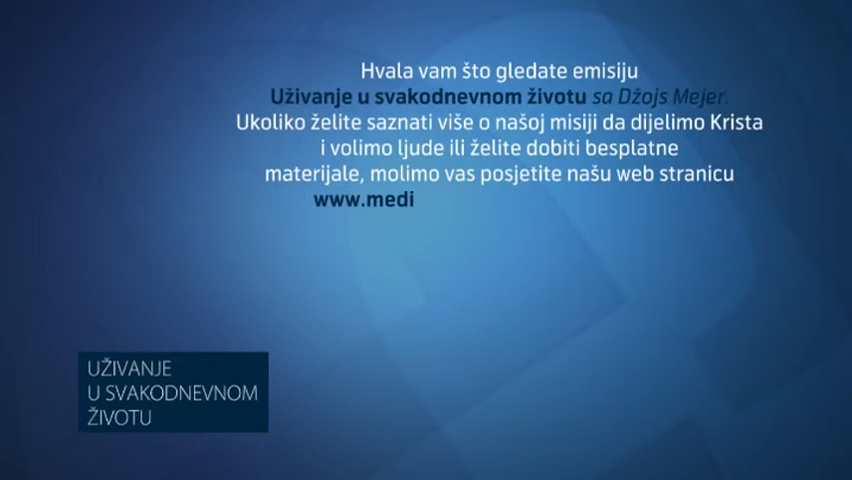 Hvala vam što gledate emisiju
Uživanje u svakodnevnom životu sa Džojs Mejer.
Ukoliko želite saznati više o našoj misiji da dijelimo Krista
i volimo ljude ili želite dobiti besplatne
materijale, molimo vas posjetite našu web stranicu
www.medi
UŽIVANJE
U SVAKODNEVNOM
ŽIVOTU